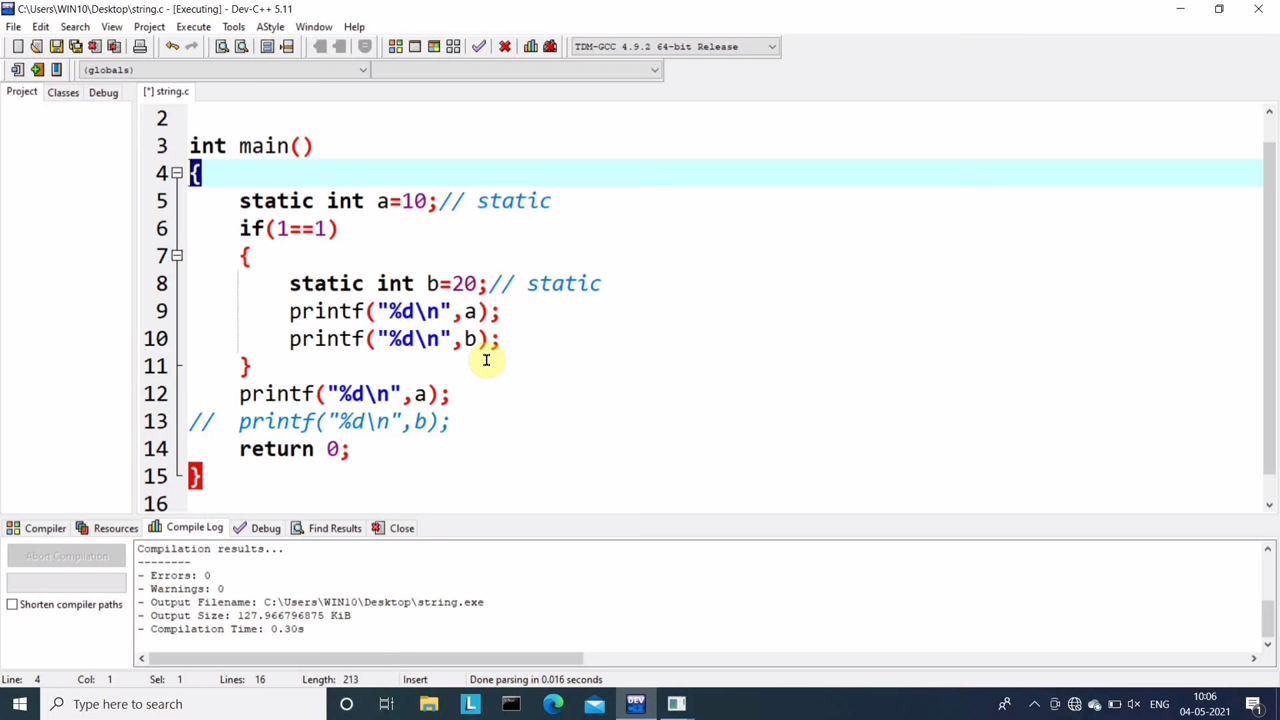 C:\Users\WIN10\Desktop\string.c - [Executing] - Dev-C++ 5.11
File Edit Search View Project Execute Tools AStyle Window Help
TDM-GCC 4.9.2 64-bit Release
(globals)
Project Classes Debug [*] string.c
2
3 int main()
4 {
5 static int a=10;// static
6 if(1==1)
7 {
8 static int b=20;// static
9 printf("%d\n",a);
10 printf("%d\n",b);
11 }
12 printf("%d\n",a);
13 // printf("%d\n",b);
14 return 0;
15 }
16
Compiler Resources Compile Log Debug Find Results Close
Abort Compilation
Shorten compiler paths
Compilation results...
--------
- Errors: 0
- Warnings: 0
- Output Filename: C:\Users\WIN10\Desktop\string.exe
- Output Size: 127.966796875 KiB
- Compilation Time: 0.30s
Line: 4 Col: 1 Sel: 1 Lines: 16 Length: 213 Insert Done parsing in 0.016 seconds
Type here to search
L
DEV
ENG
10:06
04-05-2021
1